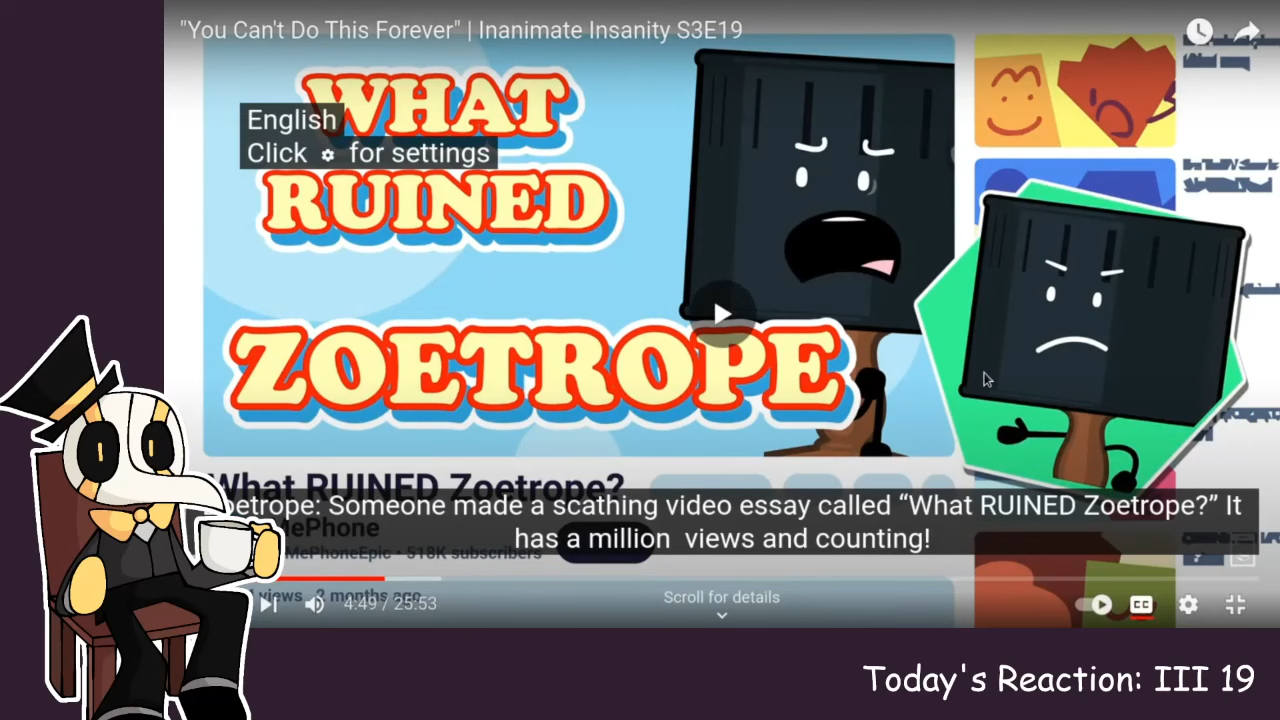 "You Can't Do This Forever" | Inanimate Insanity S3E19
WHAT
English
Click for settings
RUINED
ZOETROPE
What RUINED Zoetrope?
etrope: Someone made a scathing video essay called “What RUINED Zoetrope?” It
has a million views and counting!
MePhone
MePhoneEpic • 518K subscribers
views 2 months ago
4:49 / 25:53
Scroll for details
CC
Today's Reaction: III 19